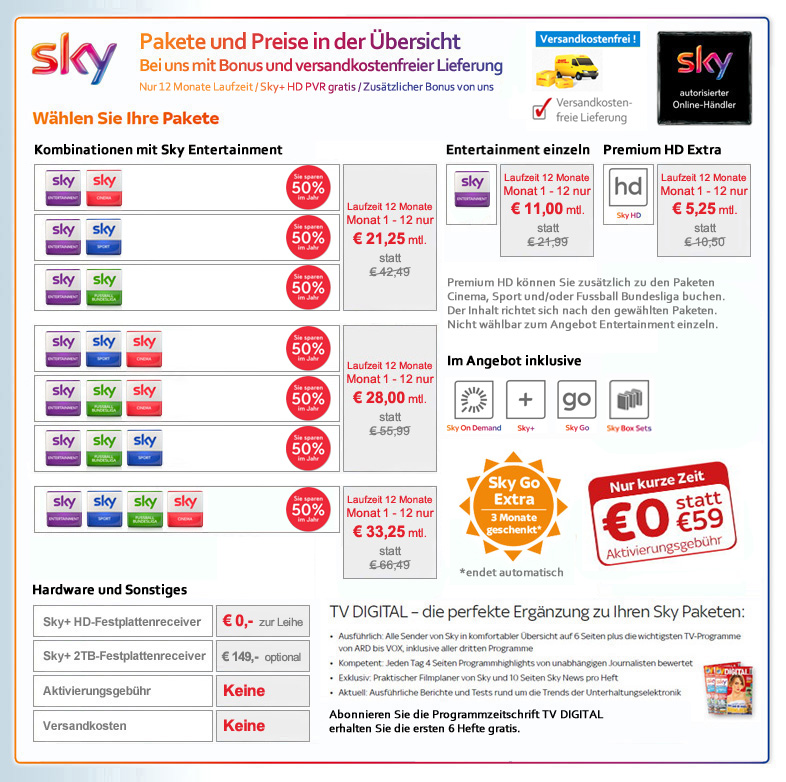 sky
Pakete und Preise in der Übersicht
Bei uns mit Bonus und versandkostenfreier Lieferung
Nur 12 Monate Laufzeit / Sky+ HD PVR gratis / Zusätzlicher Bonus von uns
Versandkostenfrei !
Versandkosten-
freie Lieferung
sky
autorisierter
Online-Händler
Wählen Sie Ihre Pakete
Kombinationen mit Sky Entertainment
sky ENTERTAINMENT sky CINEMA
Sie sparen
50%
im Jahr
sky ENTERTAINMENT sky SPORT
Sie sparen
50%
im Jahr
sky ENTERTAINMENT sky FUSSBALL BUNDESLIGA
Sie sparen
50%
im Jahr
Laufzeit 12 Monate
Monat 1 - 12 nur
€ 21,25 mtl.
statt
€ 42,49
sky ENTERTAINMENT sky SPORT sky CINEMA
Sie sparen
50%
im Jahr
sky ENTERTAINMENT sky FUSSBALL BUNDESLIGA sky CINEMA
Sie sparen
50%
im Jahr
sky ENTERTAINMENT sky FUSSBALL BUNDESLIGA sky SPORT
Sie sparen
50%
im Jahr
Laufzeit 12 Monate
Monat 1 - 12 nur
€ 28,00 mtl.
statt
€ 55,99
sky ENTERTAINMENT sky SPORT sky FUSSBALL BUNDESLIGA sky CINEMA
Sie sparen
50%
im Jahr
Laufzeit 12 Monate
Monat 1 - 12 nur
€ 33,25 mtl.
statt
€ 66,49
Entertainment einzeln
sky ENTERTAINMENT
Laufzeit 12 Monate
Monat 1 - 12 nur
€ 11,00 mtl.
statt
€ 21,99
Premium HD Extra
hd
Sky HD
Laufzeit 12 Monate
Monat 1 - 12 nur
€ 5,25 mtl.
statt
€ 10,50
Premium HD können Sie zusätzlich zu den Paketen
Cinema, Sport und/oder Fussball Bundesliga buchen.
Der Inhalt richtet sich nach den gewählten Paketen.
Nicht wählbar zum Angebot Entertainment einzeln.
Im Angebot inklusive
+ go
Sky On Demand Sky+ Sky Go Sky Box Sets
Sky Go
Extra
3 Monate
geschenkt*
*endet automatisch
Nur kurze Zeit
€0 statt
€59
Aktivierungsgebühr
Hardware und Sonstiges
Sky+ HD-Festplattenreceiver € 0,- zur Leihe
Sky+ 2TB-Festplattenreceiver € 149,- optional
Aktivierungsgebühr Keine
Versandkosten Keine
TV DIGITAL – die perfekte Ergänzung zu Ihren Sky Paketen:
• Ausführlich: Alle Sender von Sky in komfortabler Übersicht auf 6 Seiten plus die wichtigsten TV-Programme
von ARD bis VOX, inklusive aller dritten Programme
• Kompetent: Jeden Tag 4 Seiten Programmhighlights von unabhängigen Journalisten bewertet
• Exklusiv: Praktischer Filmplaner von Sky und 10 Seiten Sky News pro Heft
• Aktuell: Ausführliche Berichte und Tests rund um die Trends der Unterhaltungselektronik
Abonnieren Sie die Programmzeitschrift TV DIGITAL
erhalten Sie die ersten 6 Hefte gratis.